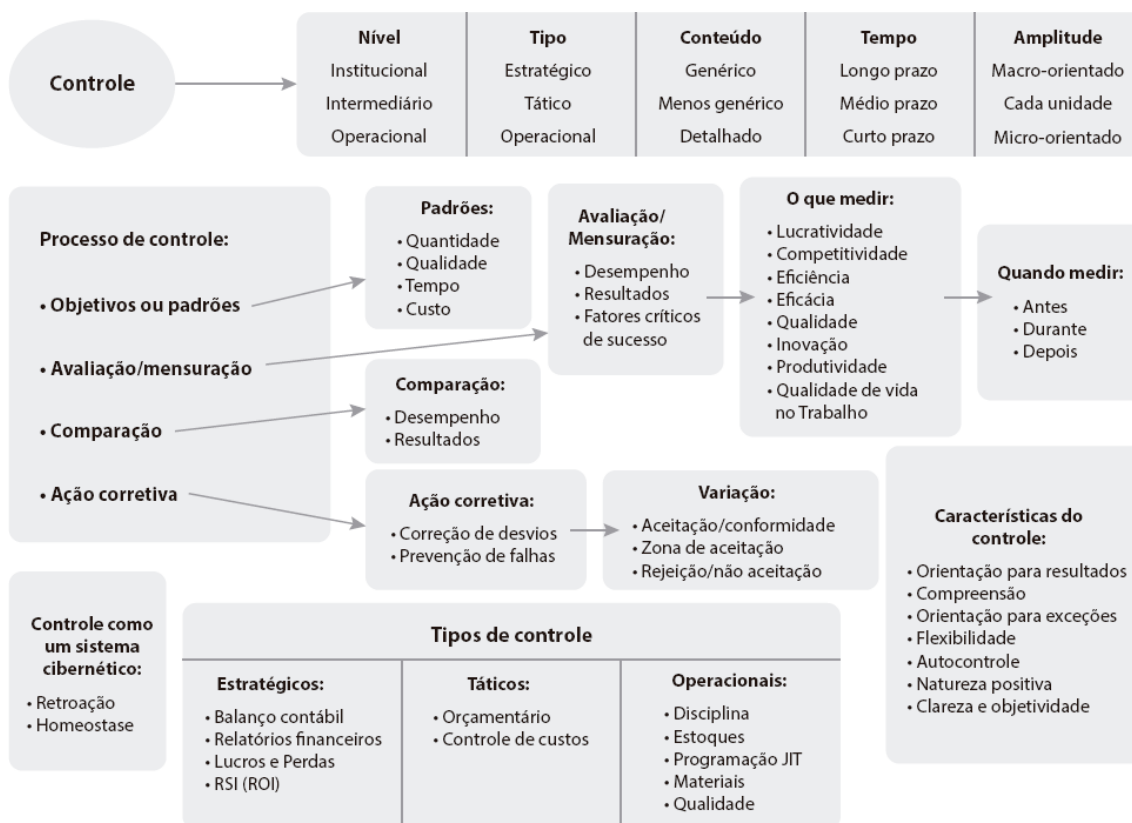 Controle
Nível Tipo Conteúdo Tempo Amplitude
Institucional Estratégico Genérico Longo prazo Macro-orientado
Intermediário Tático Menos genérico Médio prazo Cada unidade
Operacional Operacional Detalhado Curto prazo Micro-orientado
Processo de controle:
• Objetivos ou padrões
• Avaliação/mensuração
• Comparação
• Ação corretiva
Padrões:
• Quantidade
• Qualidade
• Tempo
• Custo
Avaliação/
Mensuração:
• Desempenho
• Resultados
• Fatores críticos
de sucesso
O que medir:
• Lucratividade
• Competitividade
• Eficiência
• Eficácia
• Qualidade
• Inovação
• Produtividade
• Qualidade de vida
no Trabalho
Quando medir:
• Antes
• Durante
• Depois
Comparação:
• Desempenho
• Resultados
Ação corretiva:
• Correção de desvios
• Prevenção de falhas
Variação:
• Aceitação/conformidade
• Zona de aceitação
• Rejeição/não aceitação
Características do
controle:
• Orientação para resultados
• Compreensão
• Orientação para exceções
• Flexibilidade
• Autocontrole
• Natureza positiva
• Clareza e objetividade
Controle como
um sistema
cibernético:
• Retroação
• Homeostase
Tipos de controle
Estratégicos:
• Balanço contábil
• Relatórios financeiros
• Lucros e Perdas
• RSI (ROI)
Táticos:
• Orçamentário
• Controle de custos
Operacionais:
• Disciplina
• Estoques
• Programação JIT
• Materiais
• Qualidade